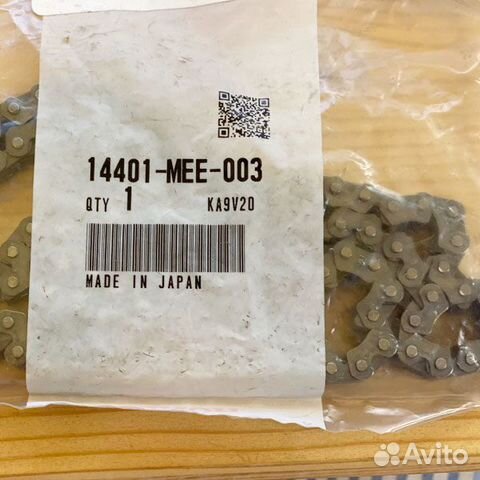 14401-MEE-003
QTY 1 KA9V20
MADE IN JAPAN
Avito